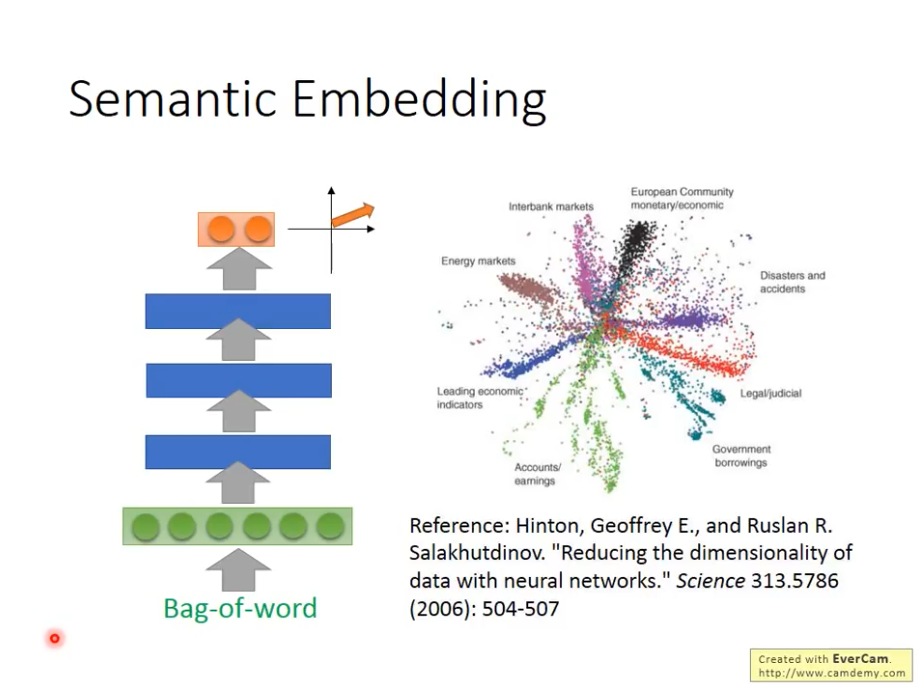 Semantic Embedding
Interbank markets
European Community
monetary/economic
Energy markets
Disasters and
accidents
Leading economic
indicators
Legal/judicial
Government
borrowings
Accounts/
earnings
Reference: Hinton, Geoffrey E., and Ruslan R.
Salakhutdinov. "Reducing the dimensionality of
data with neural networks." Science 313.5786
(2006): 504-507
Bag-of-word
Created with EverCam.
http://www.camdemy.com